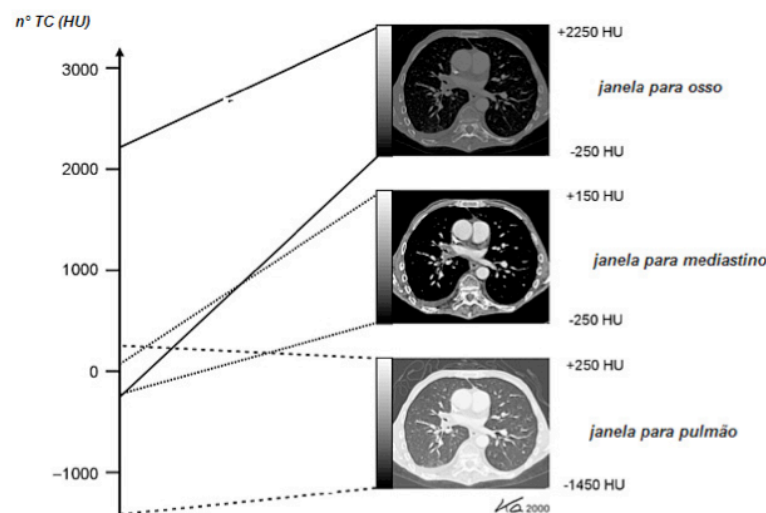 n° TC (HU)
3000
2000
1000
0
–1000
+2250 HU
janela para osso
-250 HU
+150 HU
janela para mediastino
-250 HU
+250 HU
janela para pulmão
-1450 HU
2000